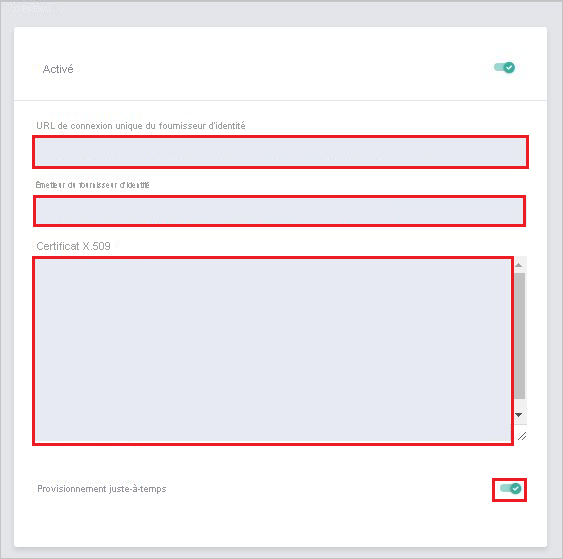 Activé
URL de connexion unique du fournisseur d'identité
Émetteur du fournisseur d'identité
Certificat X.509
Provisionnement juste-à-temps